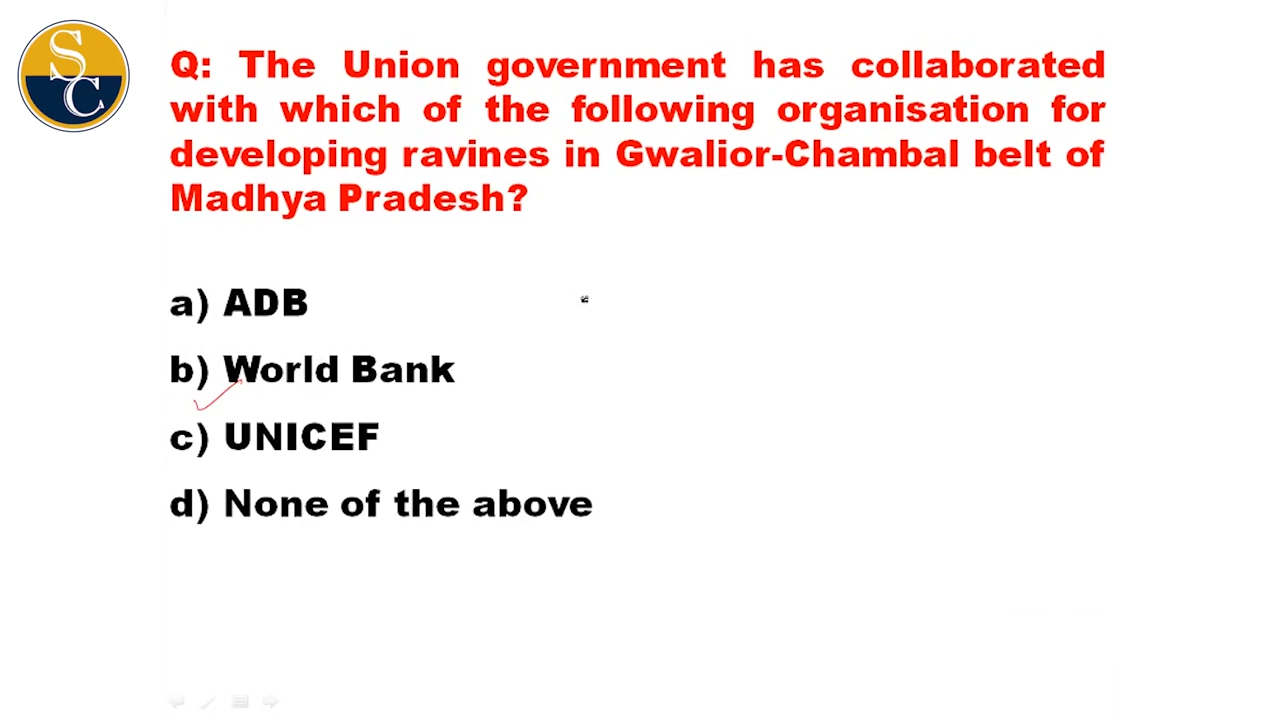 SC
Q: The Union government has collaborated
with which of the following organisation for
developing ravines in Gwalior-Chambal belt of
Madhya Pradesh?
a) ADB
b) World Bank
c) UNICEF
d) None of the above